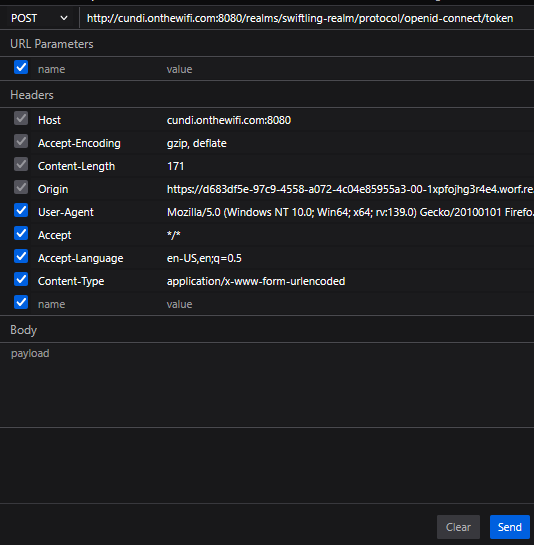 POST http://cundi.onthewifi.com:8080/realms/swiftling-realm/protocol/openid-connect/token
URL Parameters
name value
Headers
Host cundi.onthewifi.com:8080
Accept-Encoding gzip, deflate
Content-Length 171
Origin https://d683df5e-97c9-4558-a072-4c04e85955a3-00-1xpfojhg3r4e4.worf.re
User-Agent Mozilla/5.0 (Windows NT 10.0; Win64; x64; rv:139.0) Gecko/20100101 Firefo
Accept */*
Accept-Language en-US,en;q=0.5
Content-Type application/x-www-form-urlencoded
name value
Body
payload
Clear Send